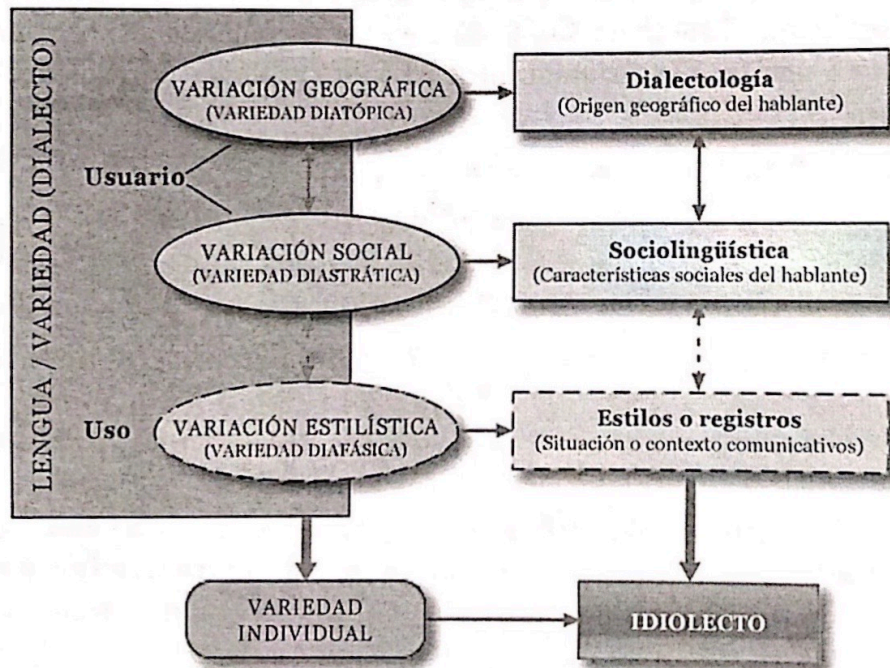 LENGUA / VARIEDAD (DIALECTO)
VARIACIÓN GEOGRÁFICA
(VARIEDAD DIATÓPICA)
Dialectología
(Origen geográfico del hablante)
Usuario
VARIACIÓN SOCIAL
(VARIEDAD DIASTRÁTICA)
Sociolingüística
(Características sociales del hablante)
Uso
VARIACIÓN ESTILÍSTICA
(VARIEDAD DIAFÁSICA)
Estilos o registros
(Situación o contexto comunicativos)
VARIEDAD
INDIVIDUAL
IDIOLECTO